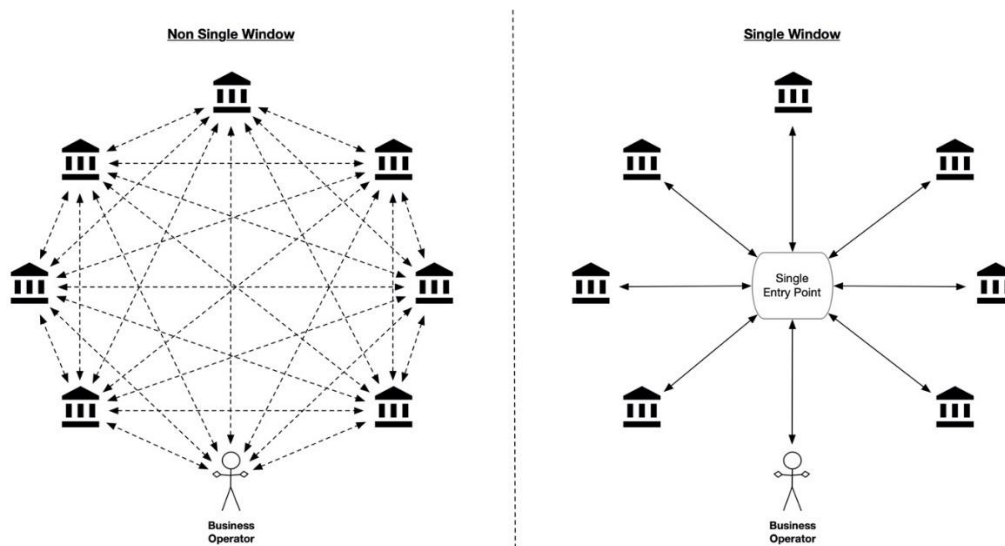 Non Single Window
Single Window
Single
Entry Point
Business
Operator
Business
Operator